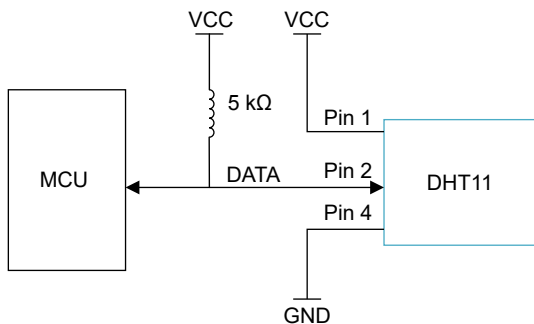 VCC
VCC
5 kΩ
Pin 1
MCU
DATA
Pin 2
DHT11
Pin 4
GND